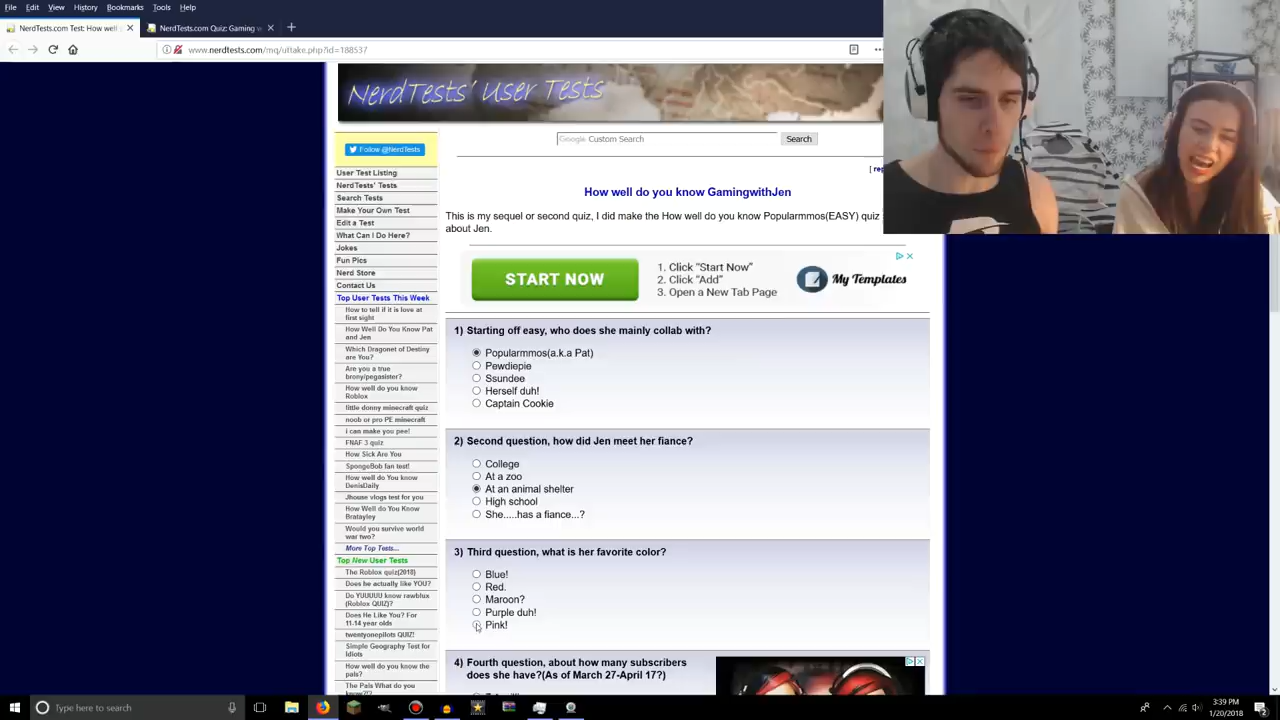 File Edit View History Bookmarks Tools Help
NerdTests.com Test: How well
NerdTests.com Quiz: Gaming w
www.nerdtests.com/mq/uttake.php?id=188537
NerdTests' User Tests
Google Custom Search
Search
Follow @NerdTests
User Test Listing
NerdTests' Tests
Search Tests
Make Your Own Test
Edit a Test
What Can I Do Here?
Jokes
Fun Pics
Nerd Store
Contact Us
Top User Tests This Week
How to tell if it is love at
first sight
How Well Do You Know Pat
and Jen
Which Dragonet of Destiny
are You?
Are you a true
brony/pegasister?
How well do you know
Roblox
little donny minecraft quiz
noob or pro PE minecraft
i can make you pee!
FNAF 3 quiz
How Sick Are You
SpongeBob fan test!
How well do You know
DenisDaily
Jhouse vlogs test for you
How Well Do You Know
Bratayley
Would you survive world
war two?
More Top Tests...
Top New User Tests
The Roblox quiz(2018)
Does he actually like YOU?
Do YUUUUU know rawblux
(Roblox QUIZ)?
Does He Like You? For
11-14 year olds
twentyonepilots QUIZ!
Simple Geography Test for
Idiots
How well do you know the
pals?
The Pals What do you
know?!?
[ rep
How well do you know GamingwithJen
This is my sequel or second quiz, I did make the How well do you know Popularmmos(EASY) quiz
about Jen.
START NOW
1. Click "Start Now"
2. Click "Add"
3. Open a New Tab Page
My Templates
1) Starting off easy, who does she mainly collab with?
Popularmmos(a.k.a Pat)
Pewdiepie
Ssundee
Herself duh!
Captain Cookie
2) Second question, how did Jen meet her fiance?
College
At a zoo
At an animal shelter
High school
She.....has a fiance...?
3) Third question, what is her favorite color?
Blue!
Red.
Maroon?
Purple duh!
Pink!
4) Fourth question, about how many subscribers
does she have?(As of March 27-April 17?)
Type here to search
3:39 PM
1/20/2018
2